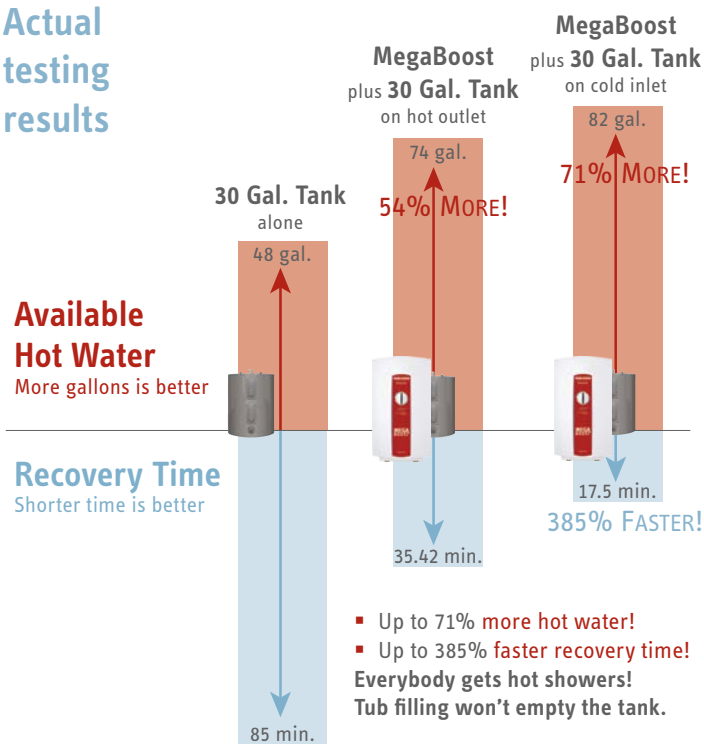 Actual
testing
results
30 Gal. Tank
alone
48 gal.
MegaBoost
plus 30 Gal. Tank
on hot outlet
74 gal.
54% MORE!
MegaBoost
plus 30 Gal. Tank
on cold inlet
82 gal.
71% MORE!
Available
Hot Water
More gallons is better
Recovery Time
Shorter time is better
85 min.
35.42 min.
17.5 min.
385% FASTER!
▪ Up to 71% more hot water!
▪ Up to 385% faster recovery time!
Everybody gets hot showers!
Tub filling won’t empty the tank.